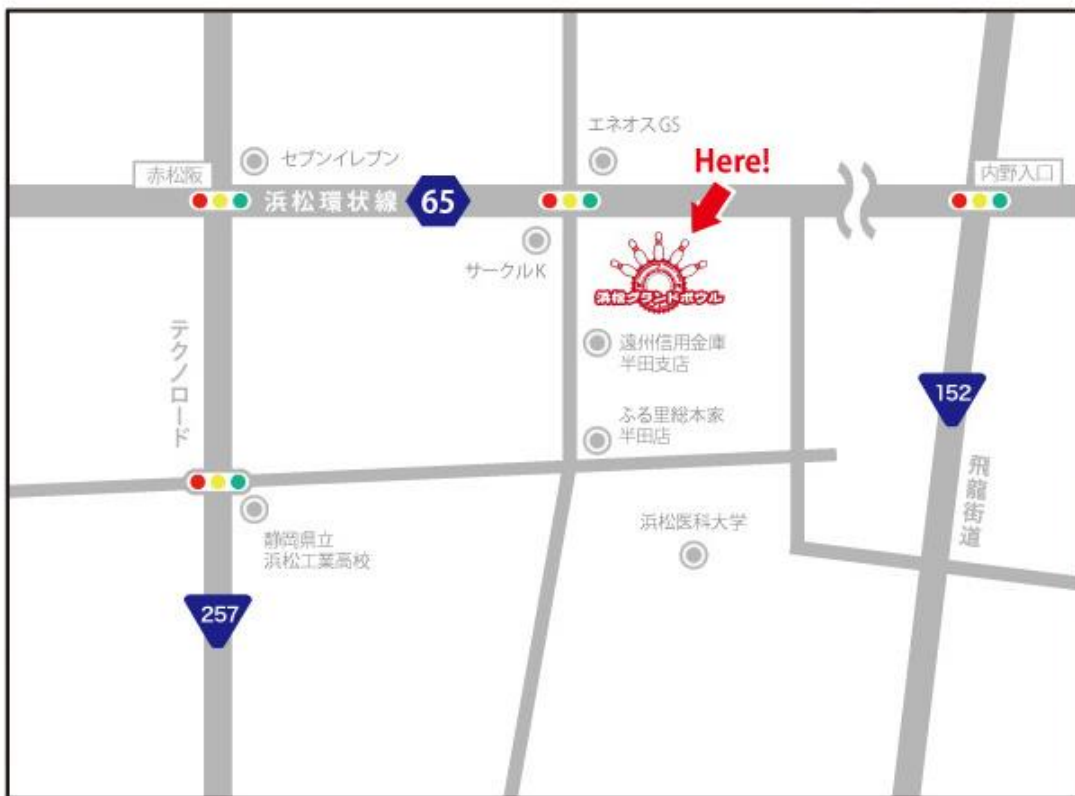 エネオスGS
セブンイレブン
Here!
赤松阪
内野入口
浜松環状線
65
サークルK
浜松グランドボウル
遠州信用金庫
半田支店
テクノロード
152
ふる里総本家
半田店
飛龍街道
浜松医科大学
静岡県立
浜松工業高校
257